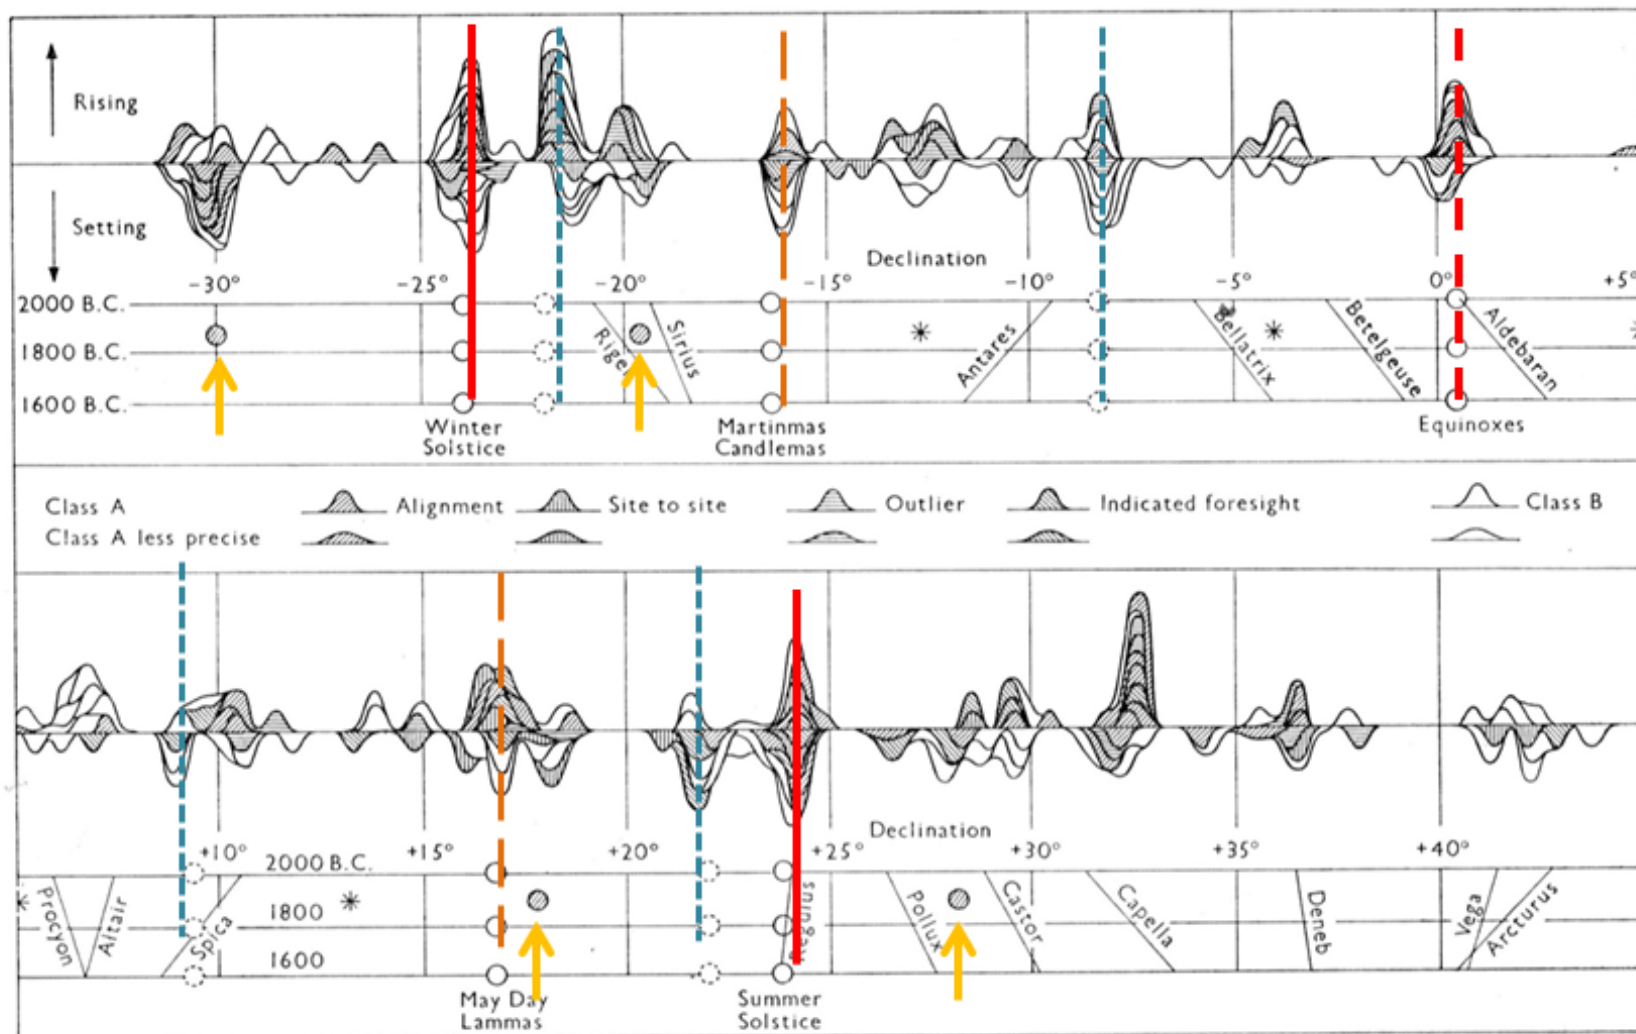 Rising
Setting
Declination
-30° -25° -20° -15° -10° -5° 0° +5°
2000 B.C.
1800 B.C.
1600 B.C.
Rigel Sirius Antares Bellatrix Betelgeuse Aldebaran
Winter
Solstice
Martinmas
Candlemas
Equinoxes
Class A Alignment Site to site Outlier Indicated foresight Class B
Class A less precise
Declination
+10° +15° +20° +25° +30° +35° +40°
2000 B.C.
1800
1600
Procyon Altair Spica Regulus Pollux Castor Capella Deneb Vega Arcturus
May Day
Lammas
Summer
Solstice